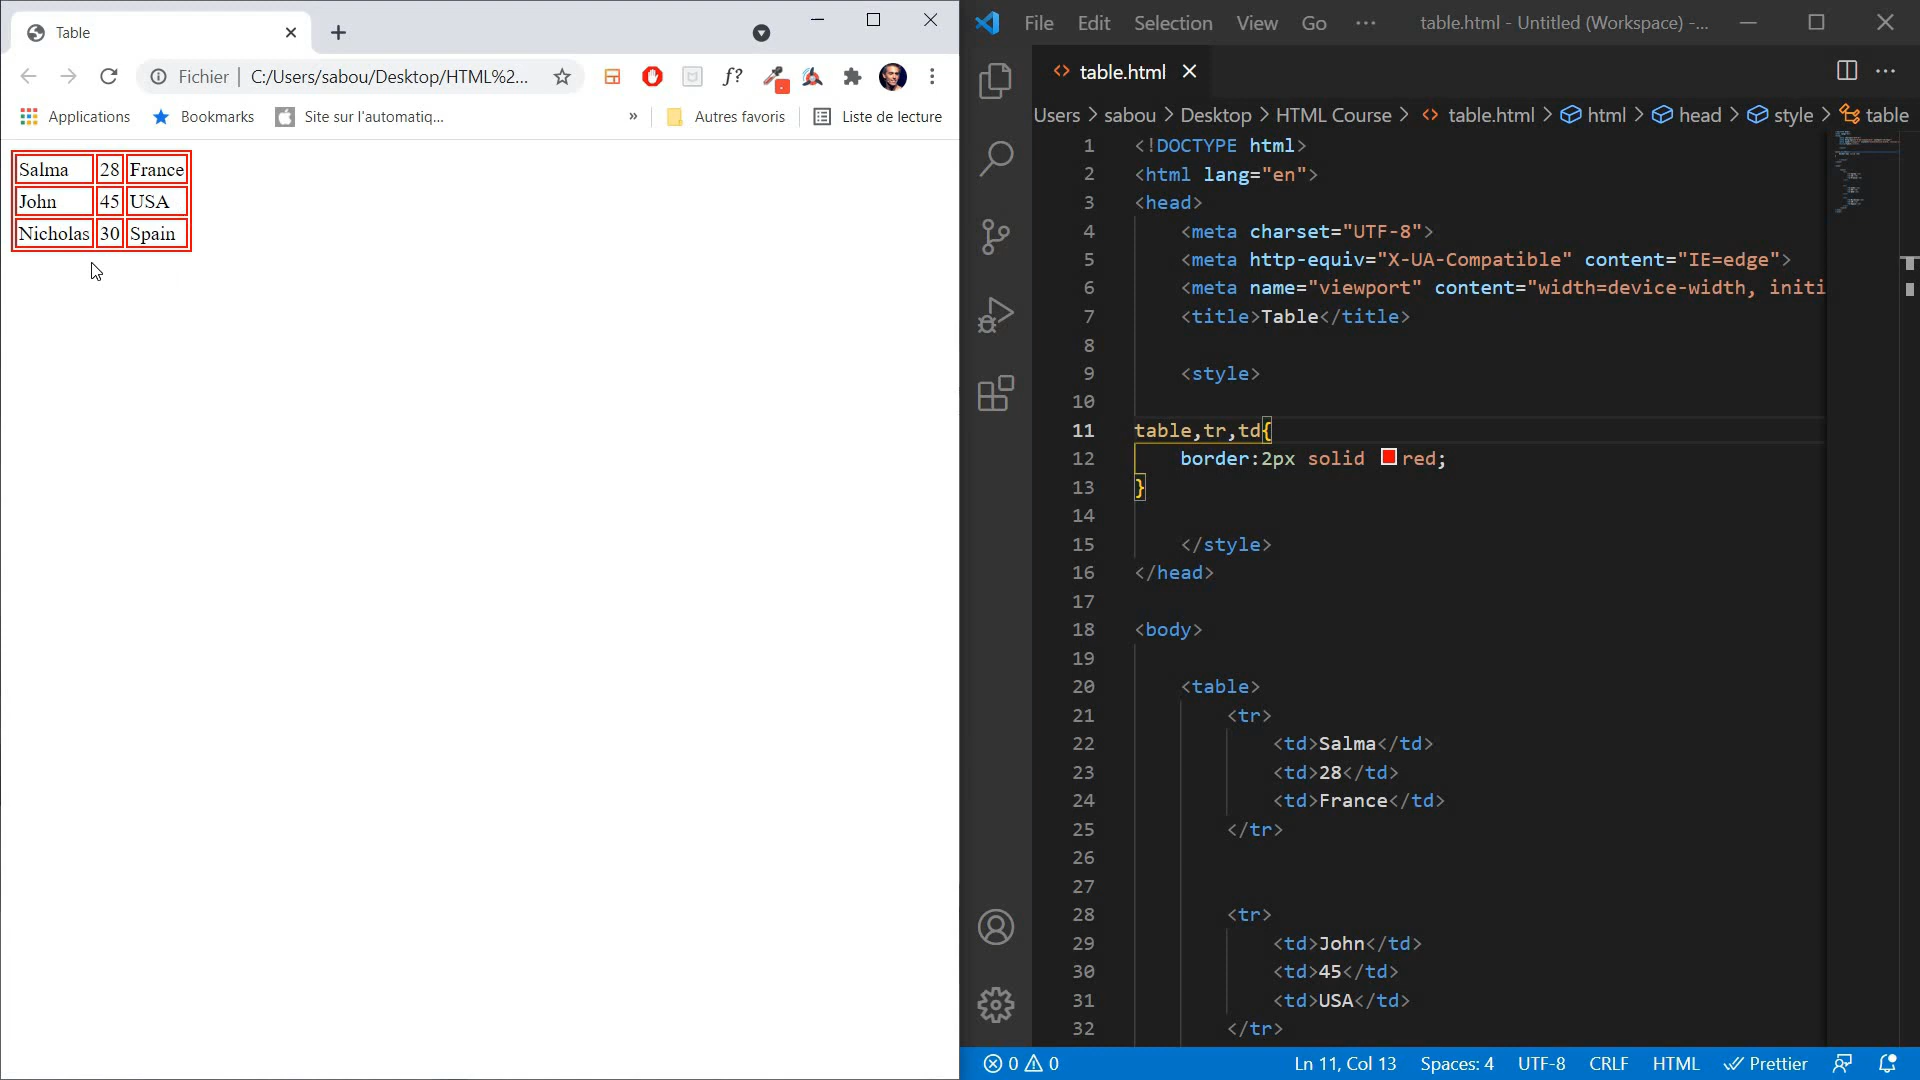 Table
Fichier | C:/Users/sabou/Desktop/HTML%2...
f?
Applications
Bookmarks
Site sur l'automatiq...
»
Autres favoris
Liste de lecture
Salma 28 France
John 45 USA
Nicholas 30 Spain
File Edit Selection View Go ··· table.html - Untitled (Workspace) -...
table.html
Users > sabou > Desktop > HTML Course > table.html > html > head > style > table
1 <!DOCTYPE html>
2 <html lang="en">
3 <head>
4 <meta charset="UTF-8">
5 <meta http-equiv="X-UA-Compatible" content="IE=edge">
6 <meta name="viewport" content="width=device-width, initi
7 <title>Table</title>
8
9 <style>
10
11 table,tr,td{
12 border:2px solid red;
13 }
14
15 </style>
16 </head>
17
18 <body>
19
20 <table>
21 <tr>
22 <td>Salma</td>
23 <td>28</td>
24 <td>France</td>
25 </tr>
26
27
28 <tr>
29 <td>John</td>
30 <td>45</td>
31 <td>USA</td>
32 </tr>
0 0 Ln 11, Col 13 Spaces: 4 UTF-8 CRLF HTML Prettier